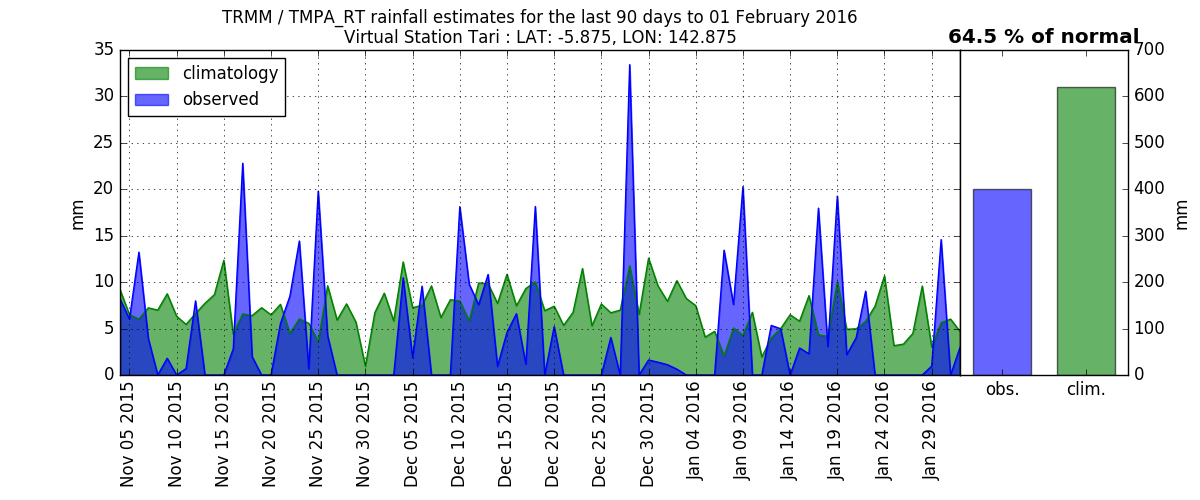 TRMM / TMPA_RT rainfall estimates for the last 90 days to 01 February 2016
Virtual Station Tari : LAT: -5.875, LON: 142.875
64.5 % of normal
climatology
observed
35
30
25
20
15
10
5
0
mm
700
600
500
400
300
200
100
0
mm
Nov 05 2015
Nov 10 2015
Nov 15 2015
Nov 20 2015
Nov 25 2015
Nov 30 2015
Dec 05 2015
Dec 10 2015
Dec 15 2015
Dec 20 2015
Dec 25 2015
Dec 30 2015
Jan 04 2016
Jan 09 2016
Jan 14 2016
Jan 19 2016
Jan 24 2016
Jan 29 2016
obs.
clim.